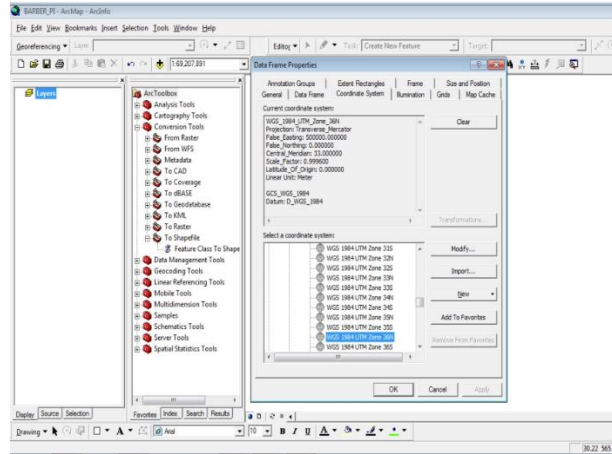 BARBER_PJ - ArcMap - ArcInfo
File Edit View Bookmarks Insert Selection Tools Window Help
Georeferencing Layer: Editor Task: Create New Feature Target:
Data Frame Properties
Layers
ArcToolbox
Analysis Tools
Cartography Tools
Conversion Tools
From Raster
From WFS
Metadata
To CAD
To Coverage
To dBASE
To Geodatabase
To KML
To Raster
To Shapefile
Feature Class To Shape
Data Management Tools
Geocoding Tools
Linear Referencing Tools
Mobile Tools
Multidimension Tools
Samples
Schematics Tools
Server Tools
Spatial Statistics Tools
Annotation Groups Extent Rectangles Frame Size and Position
General Data Frame Coordinate System Illumination Grids Map Cache
Current coordinate system:
WGS_1984_UTM_Zone_36N
Projection: Transverse_Mercator
False_Easting: 500000.000000
False_Northing: 0.000000
Central_Meridian: 33.000000
Scale_Factor: 0.999600
Latitude_Of_Origin: 0.000000
Linear Unit: Meter
GCS_WGS_1984
Datum: D_WGS_1984
Clear
Transformations...
Select a coordinate system:
WGS 1984 UTM Zone 31S
WGS 1984 UTM Zone 32N
WGS 1984 UTM Zone 32S
WGS 1984 UTM Zone 33N
WGS 1984 UTM Zone 33S
WGS 1984 UTM Zone 34N
WGS 1984 UTM Zone 34S
WGS 1984 UTM Zone 35N
WGS 1984 UTM Zone 35S
WGS 1984 UTM Zone 36N
WGS 1984 UTM Zone 36S
Modify...
Import...
New
Add To Favorites
Remove From Favorites
OK Cancel Apply
Display Source Selection Favorites Index Search Results
Drawing A Arial 10 B I U A